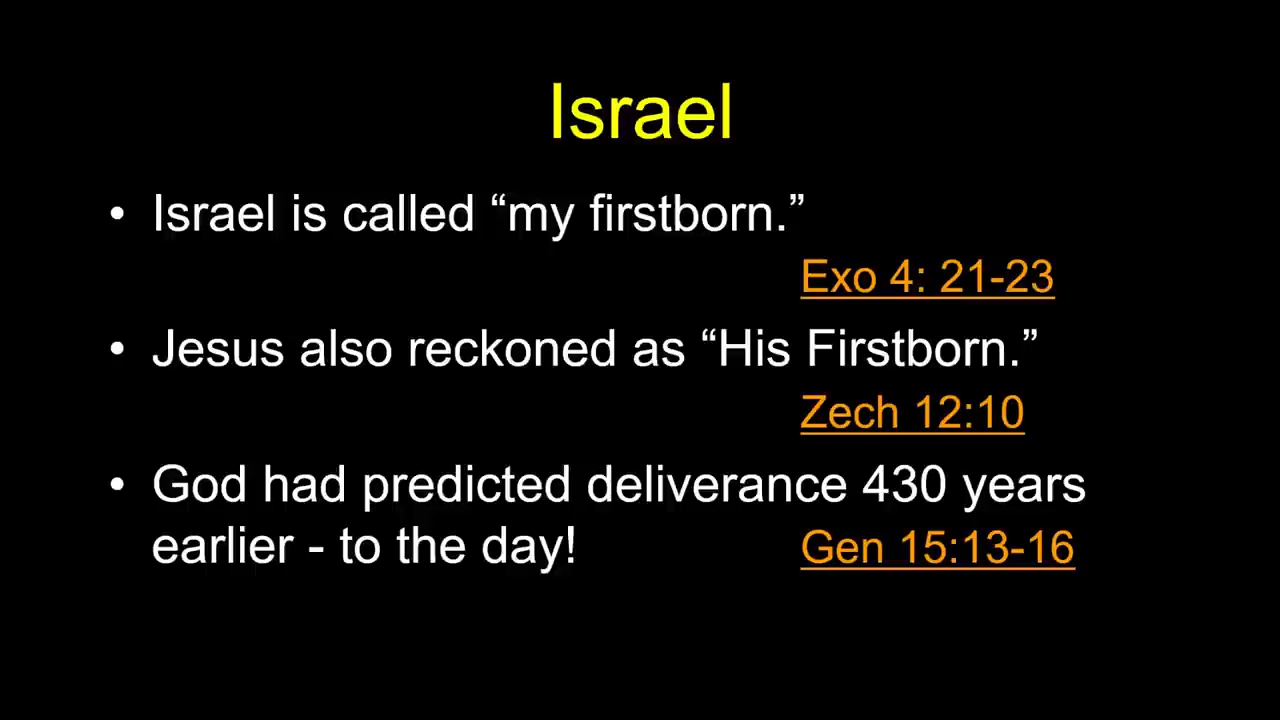 Israel
• Israel is called “my firstborn.”
Exo 4: 21-23
• Jesus also reckoned as “His Firstborn.”
Zech 12:10
• God had predicted deliverance 430 years
earlier - to the day! Gen 15:13-16